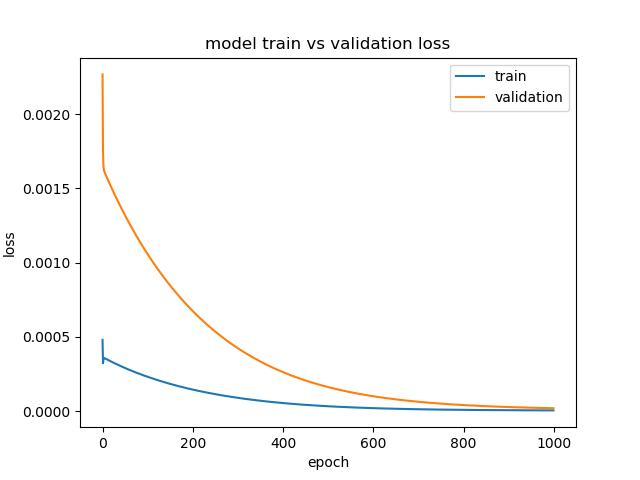 model train vs validation loss
train
validation
loss
0.0020
0.0015
0.0010
0.0005
0.0000
0 200 400 600 800 1000
epoch